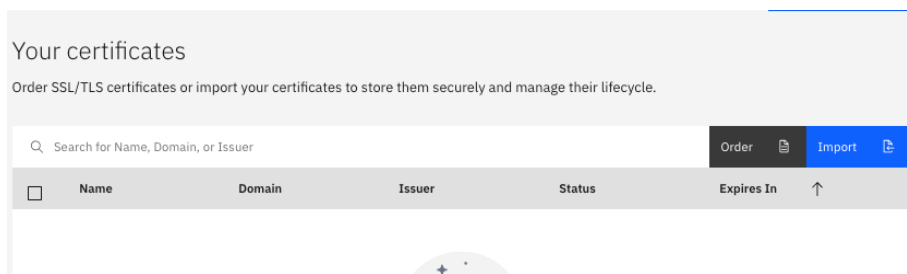 Your certificates
Order SSL/TLS certificates or import your certificates to store them securely and manage their lifecycle.
Search for Name, Domain, or Issuer
Order
Import
Name Domain Issuer Status Expires In